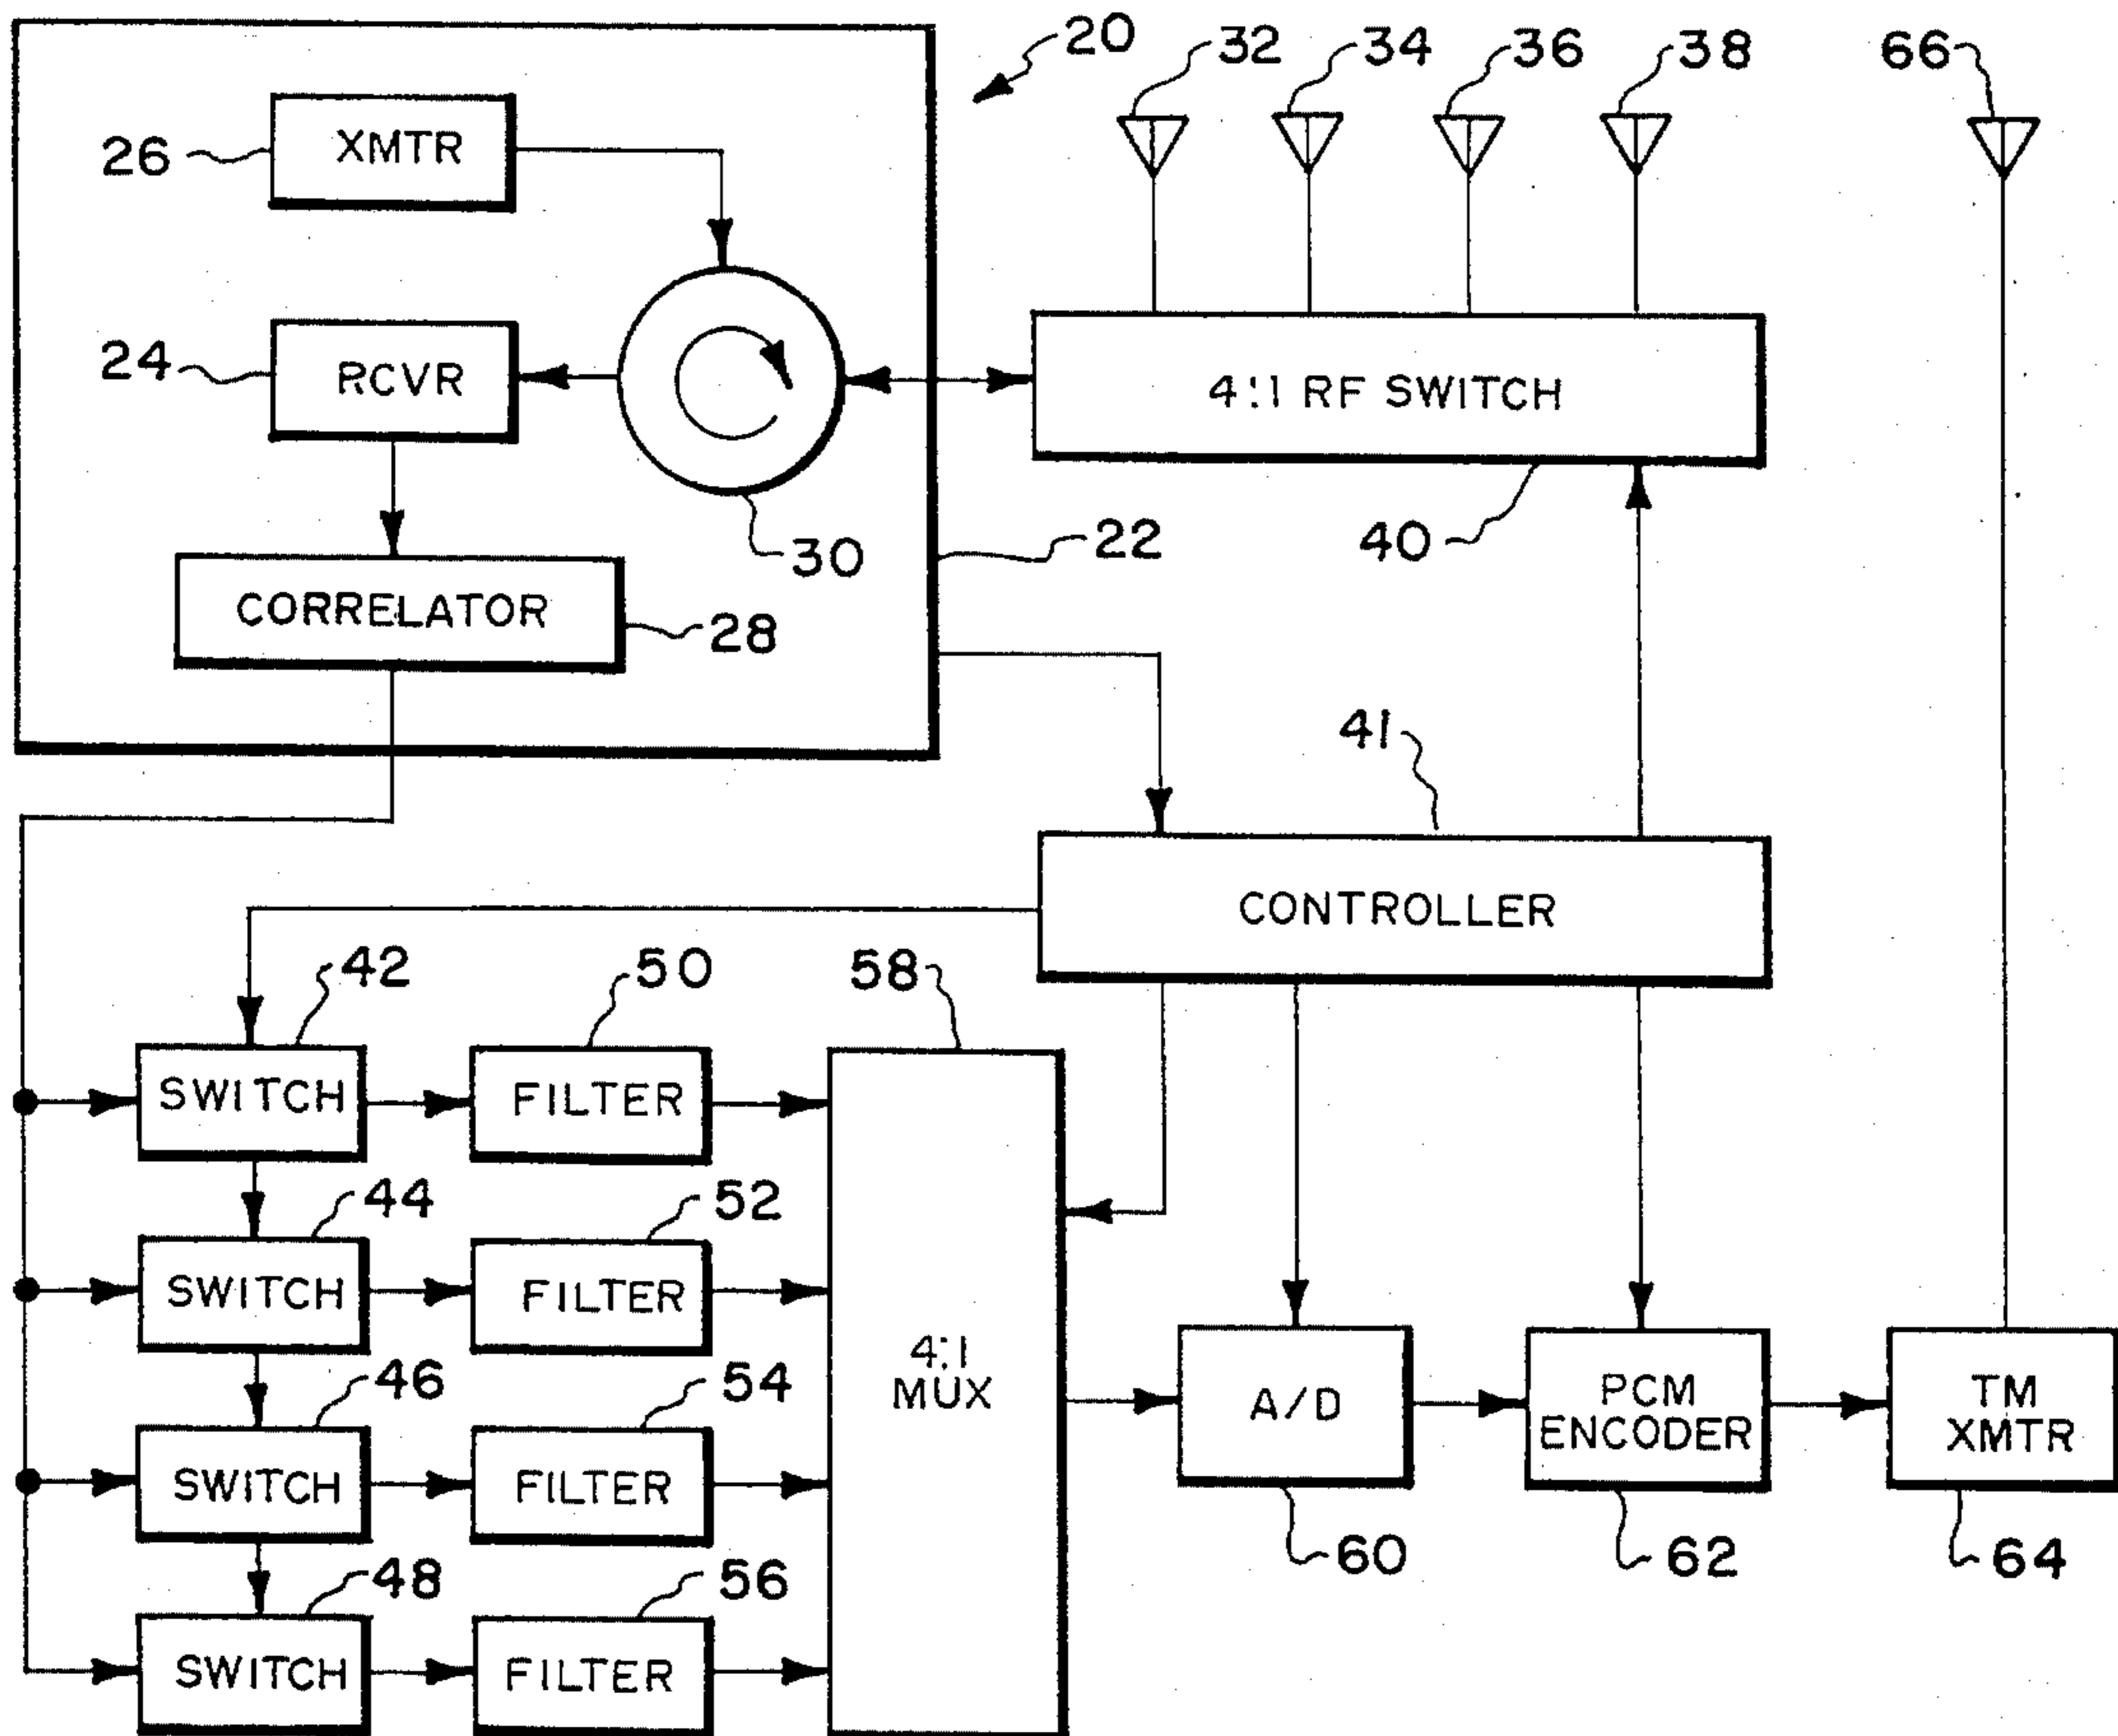 20
32
34
36
38
66
26
XMTR
24
RCVR
4:1 RF SWITCH
30
22
40
CORRELATOR
28
41
CONTROLLER
42
50
58
SWITCH
FILTER
44
52
SWITCH
FILTER
4:1
MUX
46
54
A/D
PCM
ENCODER
TM
XMTR
SWITCH
FILTER
60
62
64
48
56
SWITCH
FILTER